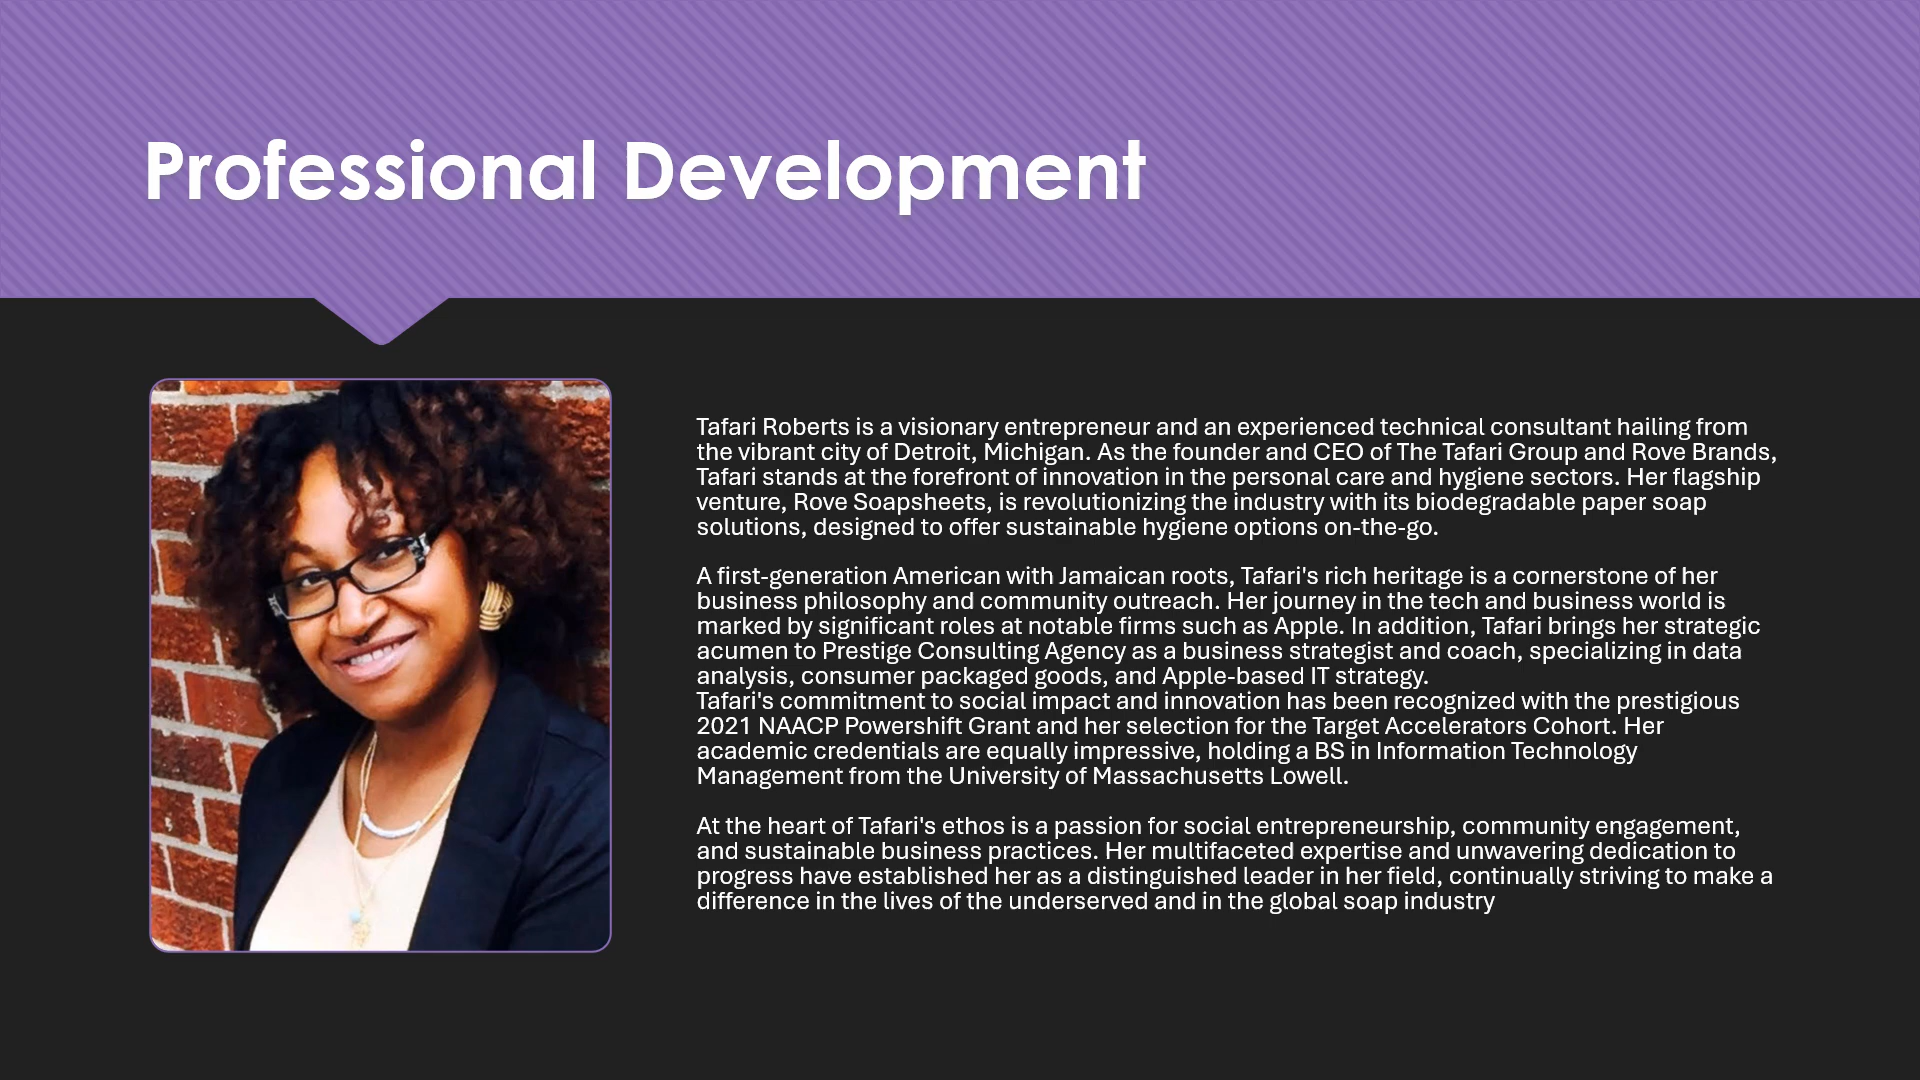 Professional Development
Tafari Roberts is a visionary entrepreneur and an experienced technical consultant hailing from
the vibrant city of Detroit, Michigan. As the founder and CEO of The Tafari Group and Rove Brands,
Tafari stands at the forefront of innovation in the personal care and hygiene sectors. Her flagship
venture, Rove Soapsheets, is revolutionizing the industry with its biodegradable paper soap
solutions, designed to offer sustainable hygiene options on-the-go.
A first-generation American with Jamaican roots, Tafari's rich heritage is a cornerstone of her
business philosophy and community outreach. Her journey in the tech and business world is
marked by significant roles at notable firms such as Apple. In addition, Tafari brings her strategic
acumen to Prestige Consulting Agency as a business strategist and coach, specializing in data
analysis, consumer packaged goods, and Apple-based IT strategy.
Tafari's commitment to social impact and innovation has been recognized with the prestigious
2021 NAACP Powershift Grant and her selection for the Target Accelerators Cohort. Her
academic credentials are equally impressive, holding a BS in Information Technology
Management from the University of Massachusetts Lowell.
At the heart of Tafari's ethos is a passion for social entrepreneurship, community engagement,
and sustainable business practices. Her multifaceted expertise and unwavering dedication to
progress have established her as a distinguished leader in her field, continually striving to make a
difference in the lives of the underserved and in the global soap industry